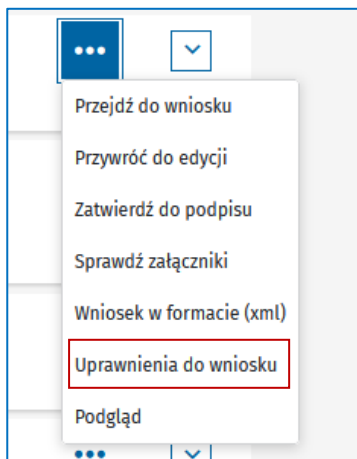 Przejdź do wniosku
Przywróć do edycji
Zatwierdź do podpisu
Sprawdź załączniki
Wniosek w formacie (xml)
Uprawnienia do wniosku
Podgląd